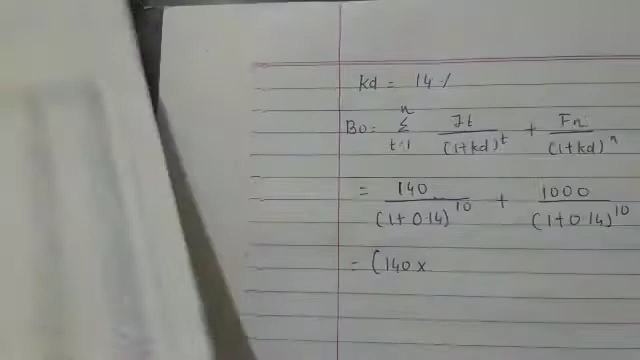 kd = 14 %
B0 = n Σ t=1 It / (1+kd)^t + Fn / (1+kd)^n
= 140 / (1+0.14)^10 + 1000 / (1+0.14)^10
= (140 x